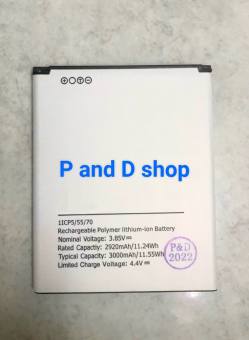 P and D shop
1ICP5/55/70
Rechargeable Polymer lithium-ion Battery
Nominal Voltage: 3.85V⎓
Rated Capactiy: 2920mAh/11.24Wh
Typical Capacity: 3000mAh/11.55Wh
Limited Charge Voltage: 4.4V⎓
P&D
2022